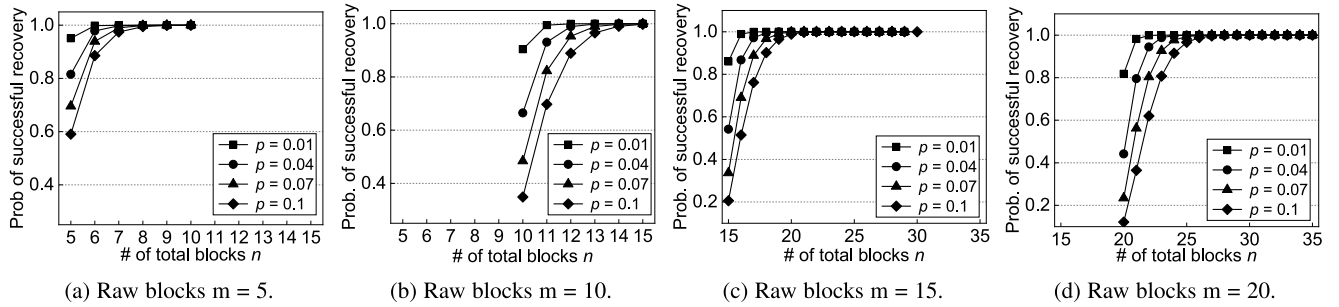 Prob. of successful recovery
1.0
0.8
0.6
0.4
p = 0.01
p = 0.04
p = 0.07
p = 0.1
5 6 7 8 9 10 11 12 13 14 15
# of total blocks n
(a) Raw blocks m = 5.
Prob. of successful recovery
1.0
0.8
0.6
0.4
p = 0.01
p = 0.04
p = 0.07
p = 0.1
5 6 7 8 9 10 11 12 13 14 15
# of total blocks n
(b) Raw blocks m = 10.
Prob. of successful recovery
1.0
0.8
0.6
0.4
0.2
p = 0.01
p = 0.04
p = 0.07
p = 0.1
15 20 25 30 35
# of total blocks n
(c) Raw blocks m = 15.
Prob. of successful recovery
1.0
0.8
0.6
0.4
0.2
p = 0.01
p = 0.04
p = 0.07
p = 0.1
15 20 25 30 35
# of total blocks n
(d) Raw blocks m = 20.